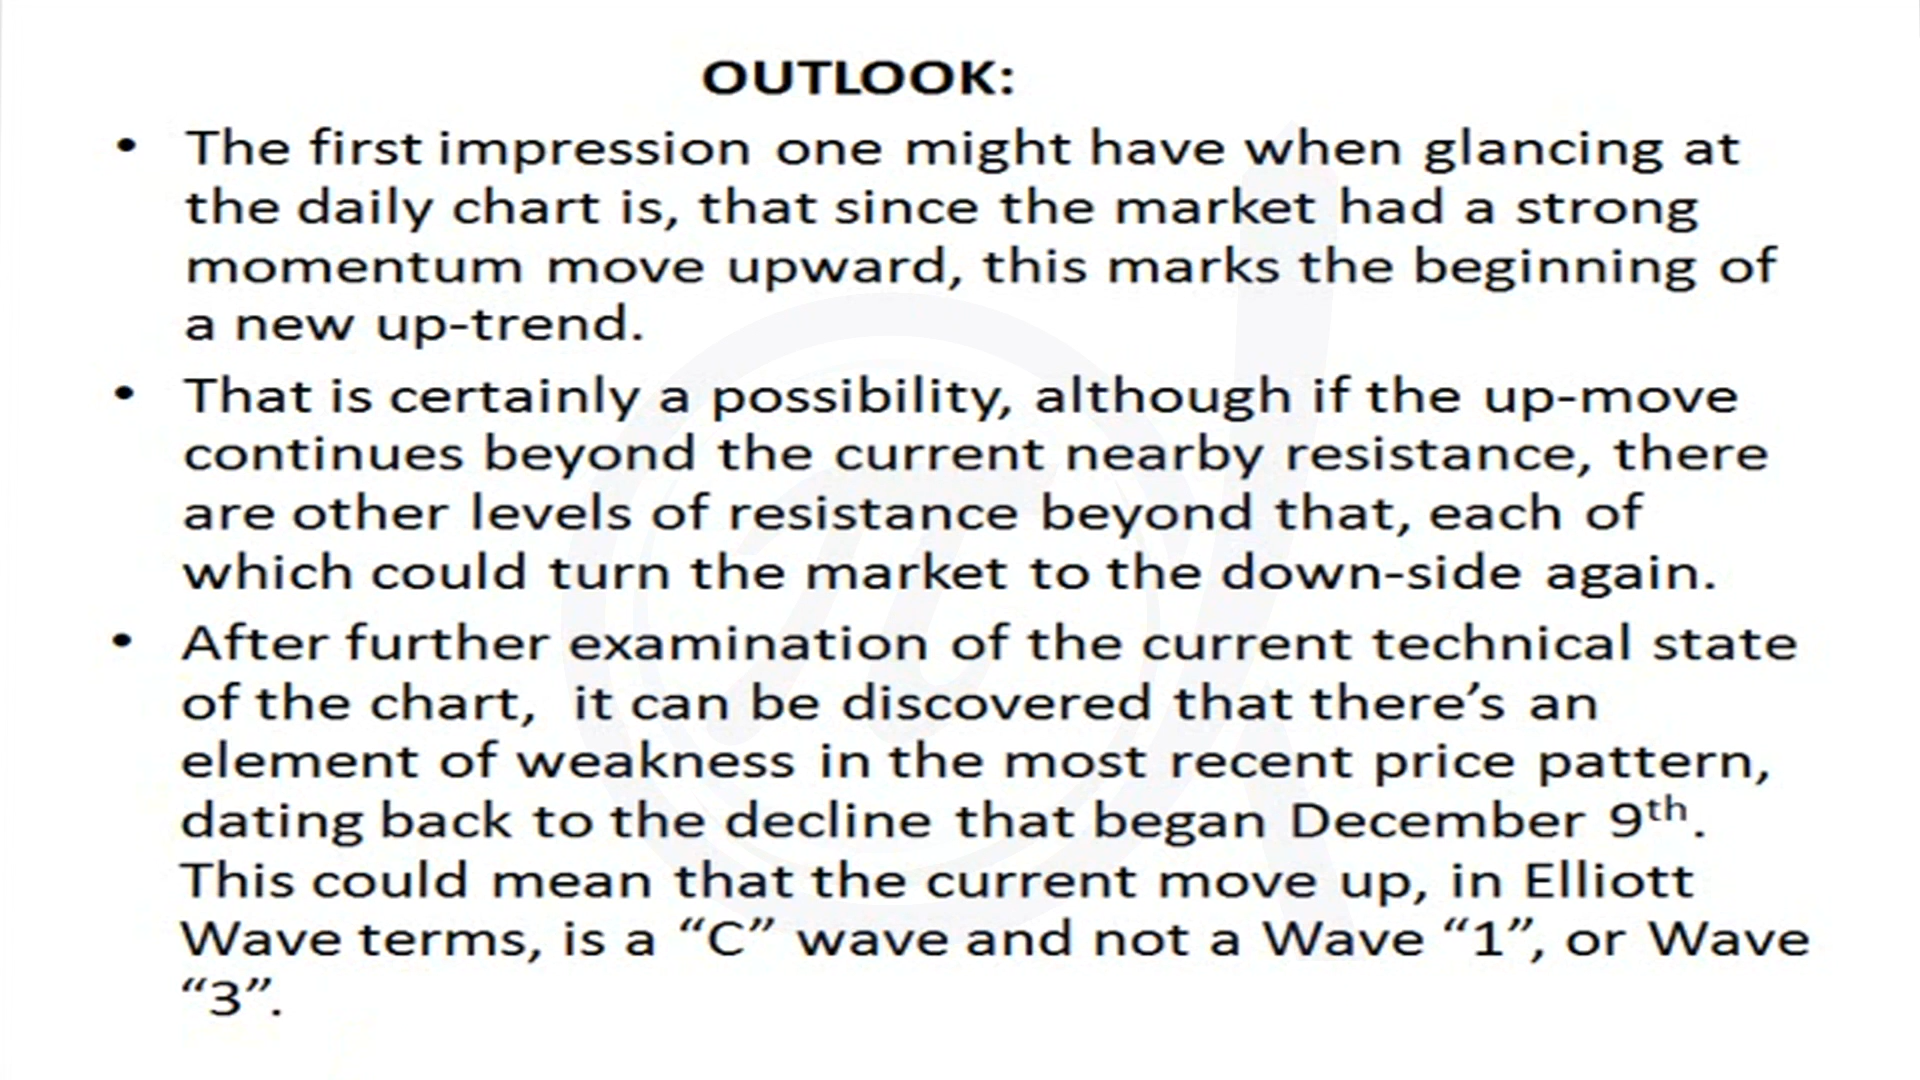 OUTLOOK:
• The first impression one might have when glancing at
the daily chart is, that since the market had a strong
momentum move upward, this marks the beginning of
a new up-trend.
• That is certainly a possibility, although if the up-move
continues beyond the current nearby resistance, there
are other levels of resistance beyond that, each of
which could turn the market to the down-side again.
• After further examination of the current technical state
of the chart,  it can be discovered that there’s an
element of weakness in the most recent price pattern,
dating back to the decline that began December 9th.
This could mean that the current move up, in Elliott
Wave terms, is a “C” wave and not a Wave “1”, or Wave
“3”.